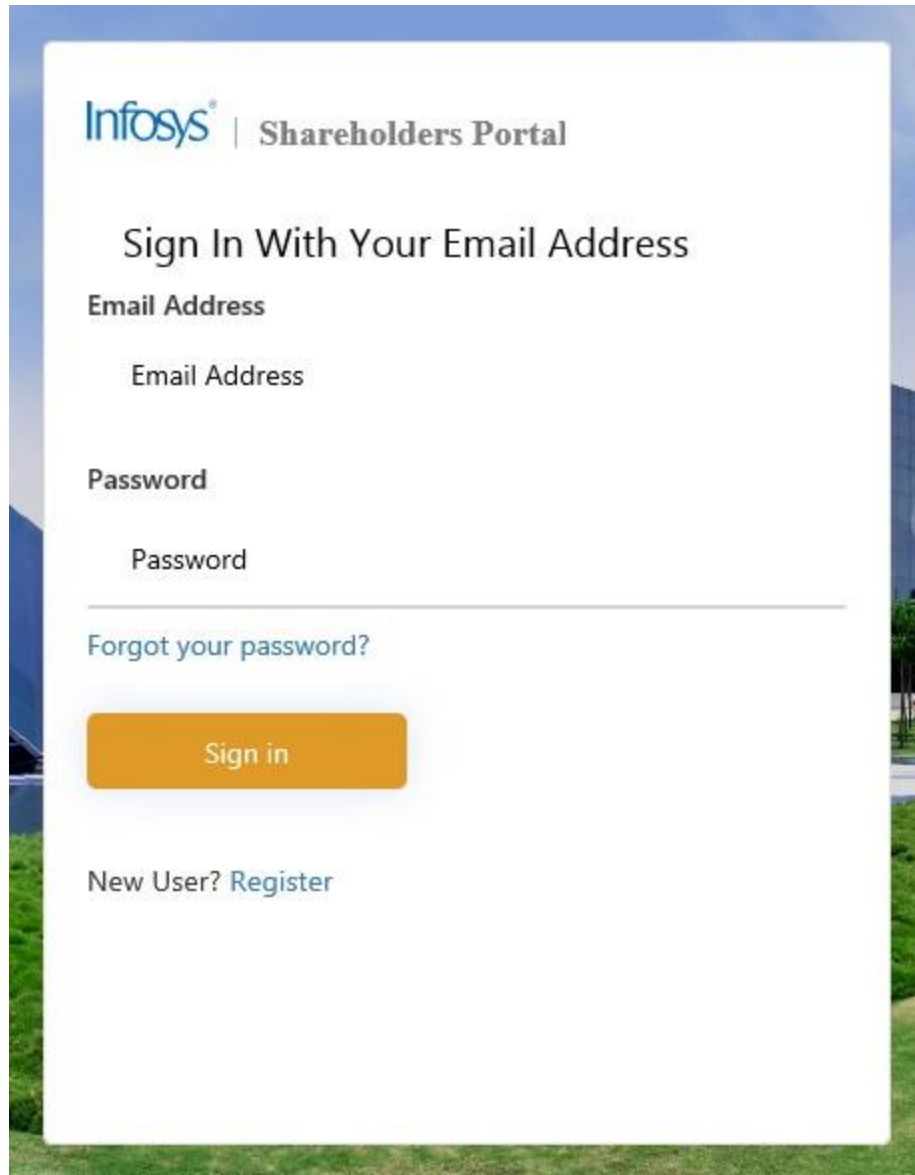 Infosys® | Shareholders Portal
Sign In With Your Email Address
Email Address
Email Address
Password
Password
Forgot your password?
Sign in
New User? Register